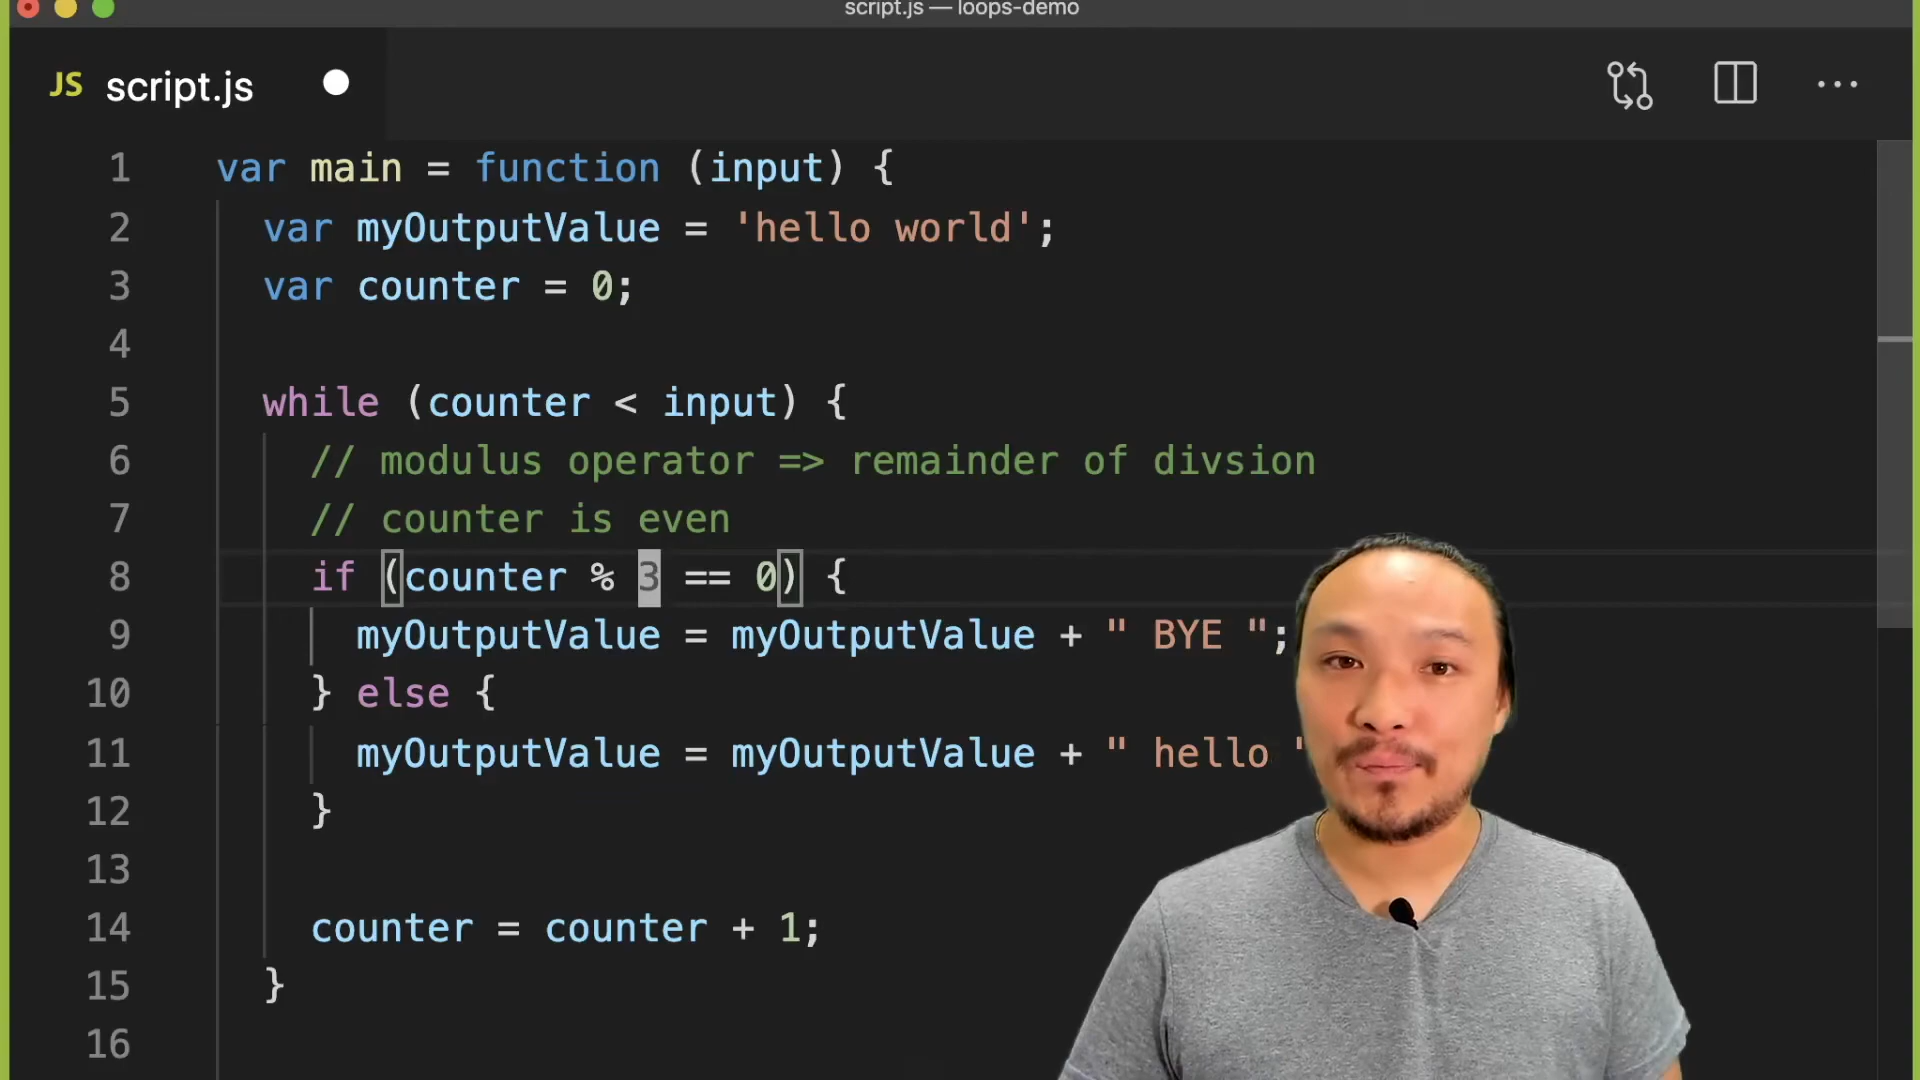 script.js — loops-demo
JS script.js
1 var main = function (input) {
2 var myOutputValue = 'hello world';
3 var counter = 0;
4
5 while (counter < input) {
6 // modulus operator => remainder of divsion
7 // counter is even
8 if (counter % 3 == 0) {
9 myOutputValue = myOutputValue + " BYE ";
10 } else {
11 myOutputValue = myOutputValue + " hello "
12 }
13
14 counter = counter + 1;
15 }
16